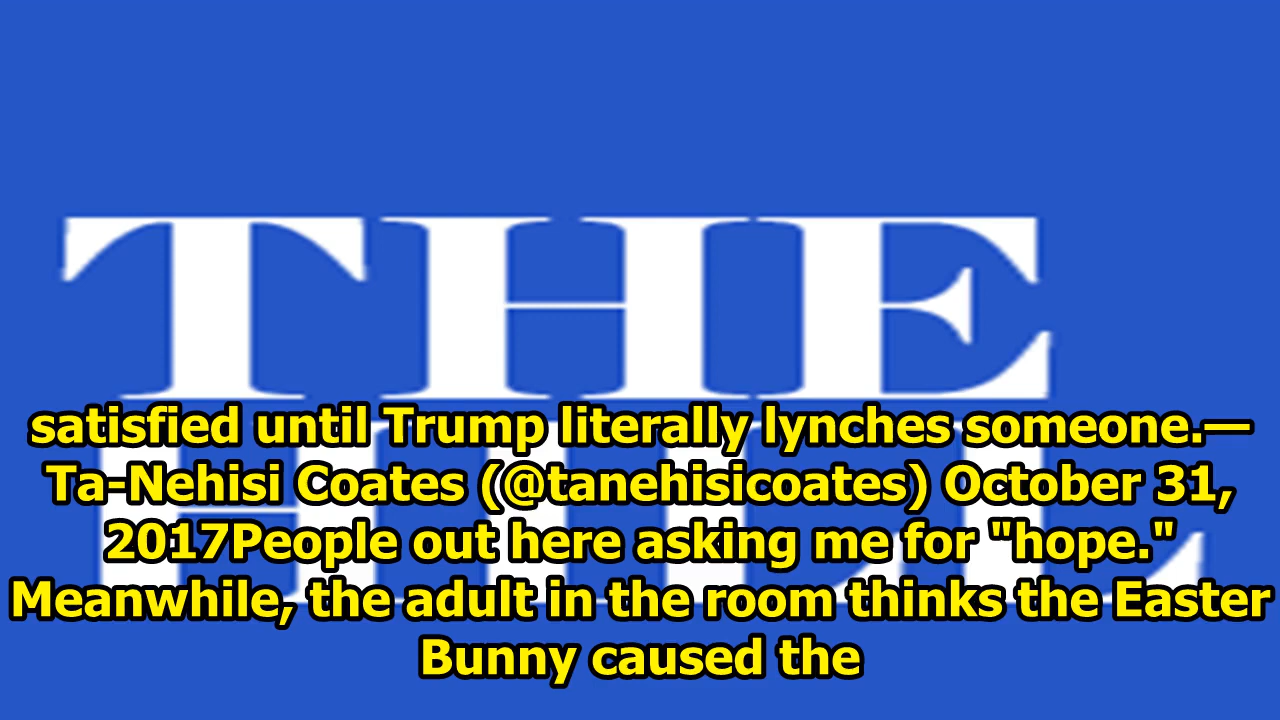 THE
HILL
satisfied until Trump literally lynches someone.—
Ta-Nehisi Coates (@tanehisicoates) October 31,
2017People out here asking me for "hope."
Meanwhile, the adult in the room thinks the Easter
Bunny caused the